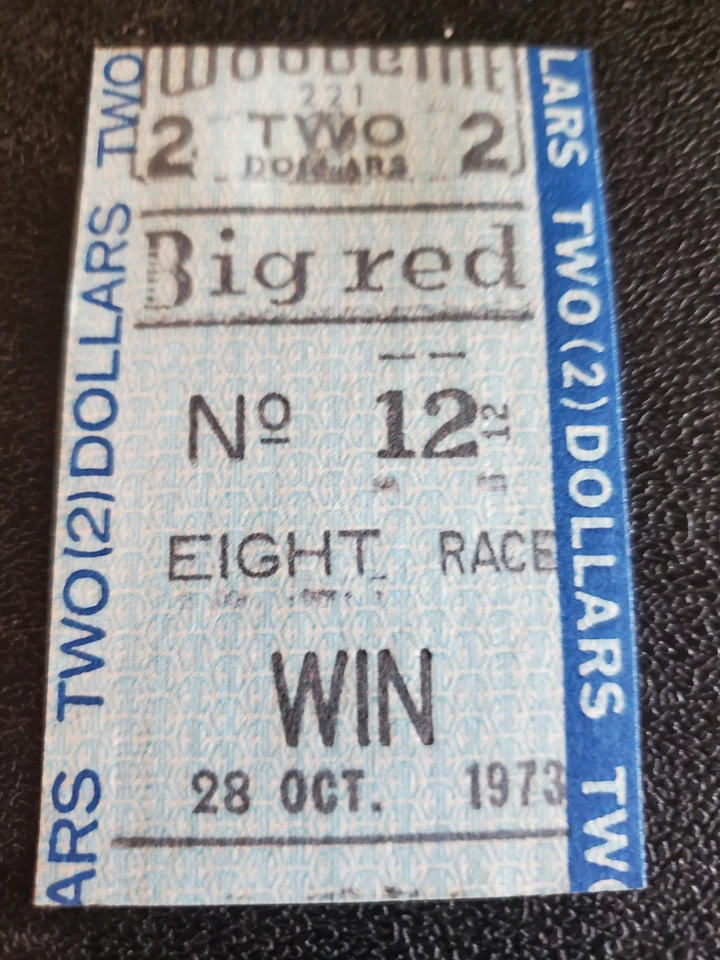 WOODBINE
221
2 TWO 2
DOLLARS
Big red
Nº 12 12
EIGHT RACE
WIN
28 OCT. 1973
ARS TWO (2) DOLLARS TWO
LARS TWO (2) DOLLARS TW